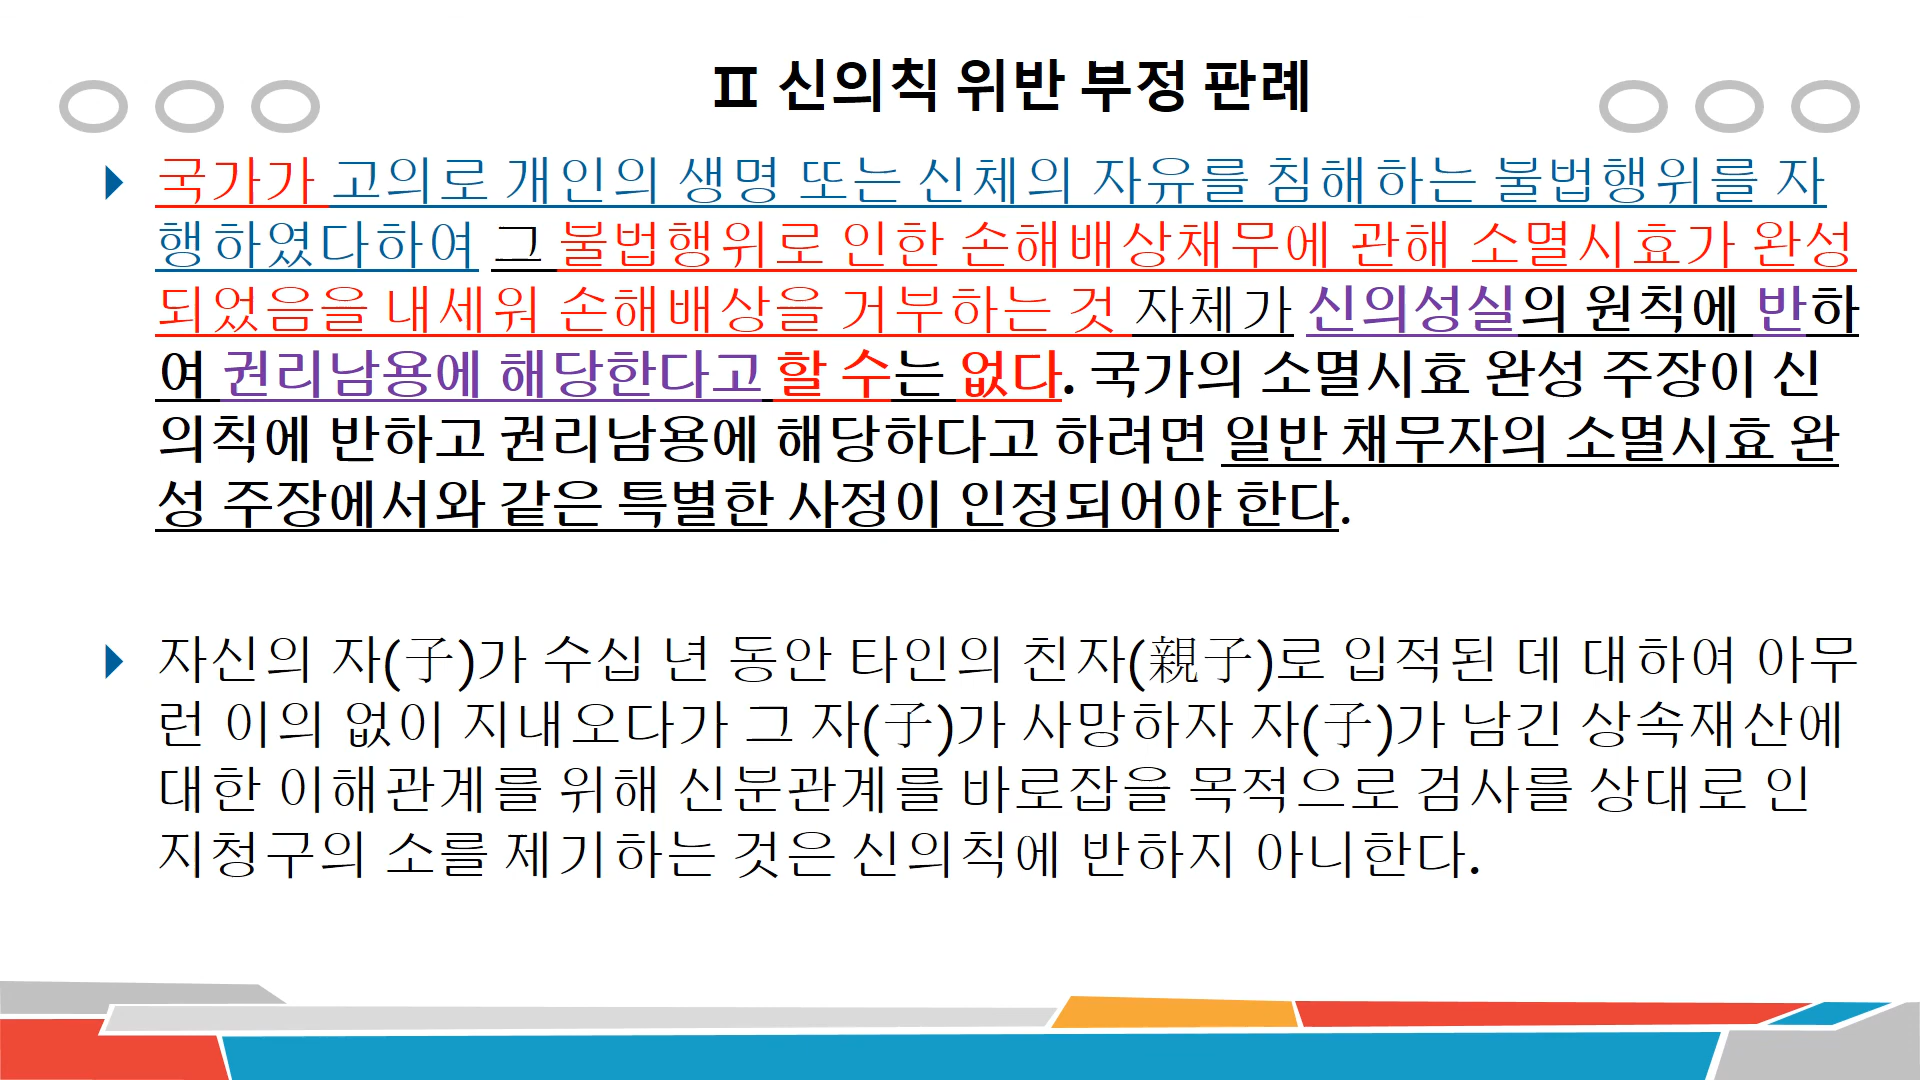 Ⅱ 신의칙 위반 부정 판례
국가가 고의로 개인의 생명 또는 신체의 자유를 침해하는 불법행위를 자
행하였다하여 그 불법행위로 인한 손해배상채무에 관해 소멸시효가 완성
되었음을 내세워 손해배상을 거부하는 것 자체가 신의성실의 원칙에 반하
여 권리남용에 해당한다고 할 수는 없다. 국가의 소멸시효 완성 주장이 신
의칙에 반하고 권리남용에 해당하다고 하려면 일반 채무자의 소멸시효 완
성 주장에서와 같은 특별한 사정이 인정되어야 한다.
자신의 자(子)가 수십 년 동안 타인의 친자(親子)로 입적된 데 대하여 아무
런 이의 없이 지내오다가 그 자(子)가 사망하자 자(子)가 남긴 상속재산에
대한 이해관계를 위해 신분관계를 바로잡을 목적으로 검사를 상대로 인
지청구의 소를 제기하는 것은 신의칙에 반하지 아니한다.